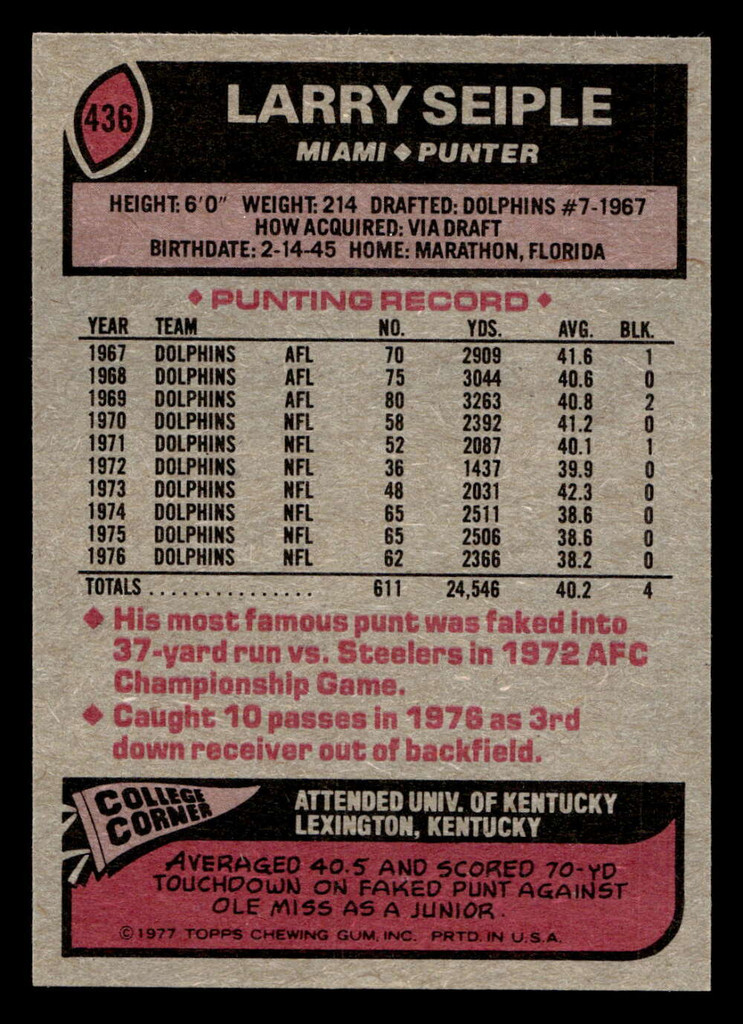 436
LARRY SEIPLE
MIAMI ◆ PUNTER
HEIGHT: 6'0" WEIGHT: 214 DRAFTED: DOLPHINS #7-1967
HOW ACQUIRED: VIA DRAFT
BIRTHDATE: 2-14-45 HOME: MARATHON, FLORIDA
◆ PUNTING RECORD ◆
YEAR TEAM NO. YDS. AVG. BLK.
1967 DOLPHINS AFL 70 2909 41.6 1
1968 DOLPHINS AFL 75 3044 40.6 0
1969 DOLPHINS AFL 80 3263 40.8 2
1970 DOLPHINS NFL 58 2392 41.2 0
1971 DOLPHINS NFL 52 2087 40.1 1
1972 DOLPHINS NFL 36 1437 39.9 0
1973 DOLPHINS NFL 48 2031 42.3 0
1974 DOLPHINS NFL 65 2511 38.6 0
1975 DOLPHINS NFL 65 2506 38.6 0
1976 DOLPHINS NFL 62 2366 38.2 0
TOTALS ............... 611 24,546 40.2 4
◆ His most famous punt was faked into
37-yard run vs. Steelers in 1972 AFC
Championship Game.
◆ Caught 10 passes in 1976 as 3rd
down receiver out of backfield.
COLLEGE
CORNER
ATTENDED UNIV. OF KENTUCKY
LEXINGTON, KENTUCKY
AVERAGED 40.5 AND SCORED 70-YD
TOUCHDOWN ON FAKED PUNT AGAINST
OLE MISS AS A JUNIOR.
© 1977 TOPPS CHEWING GUM, INC. PRTD. IN U.S.A.